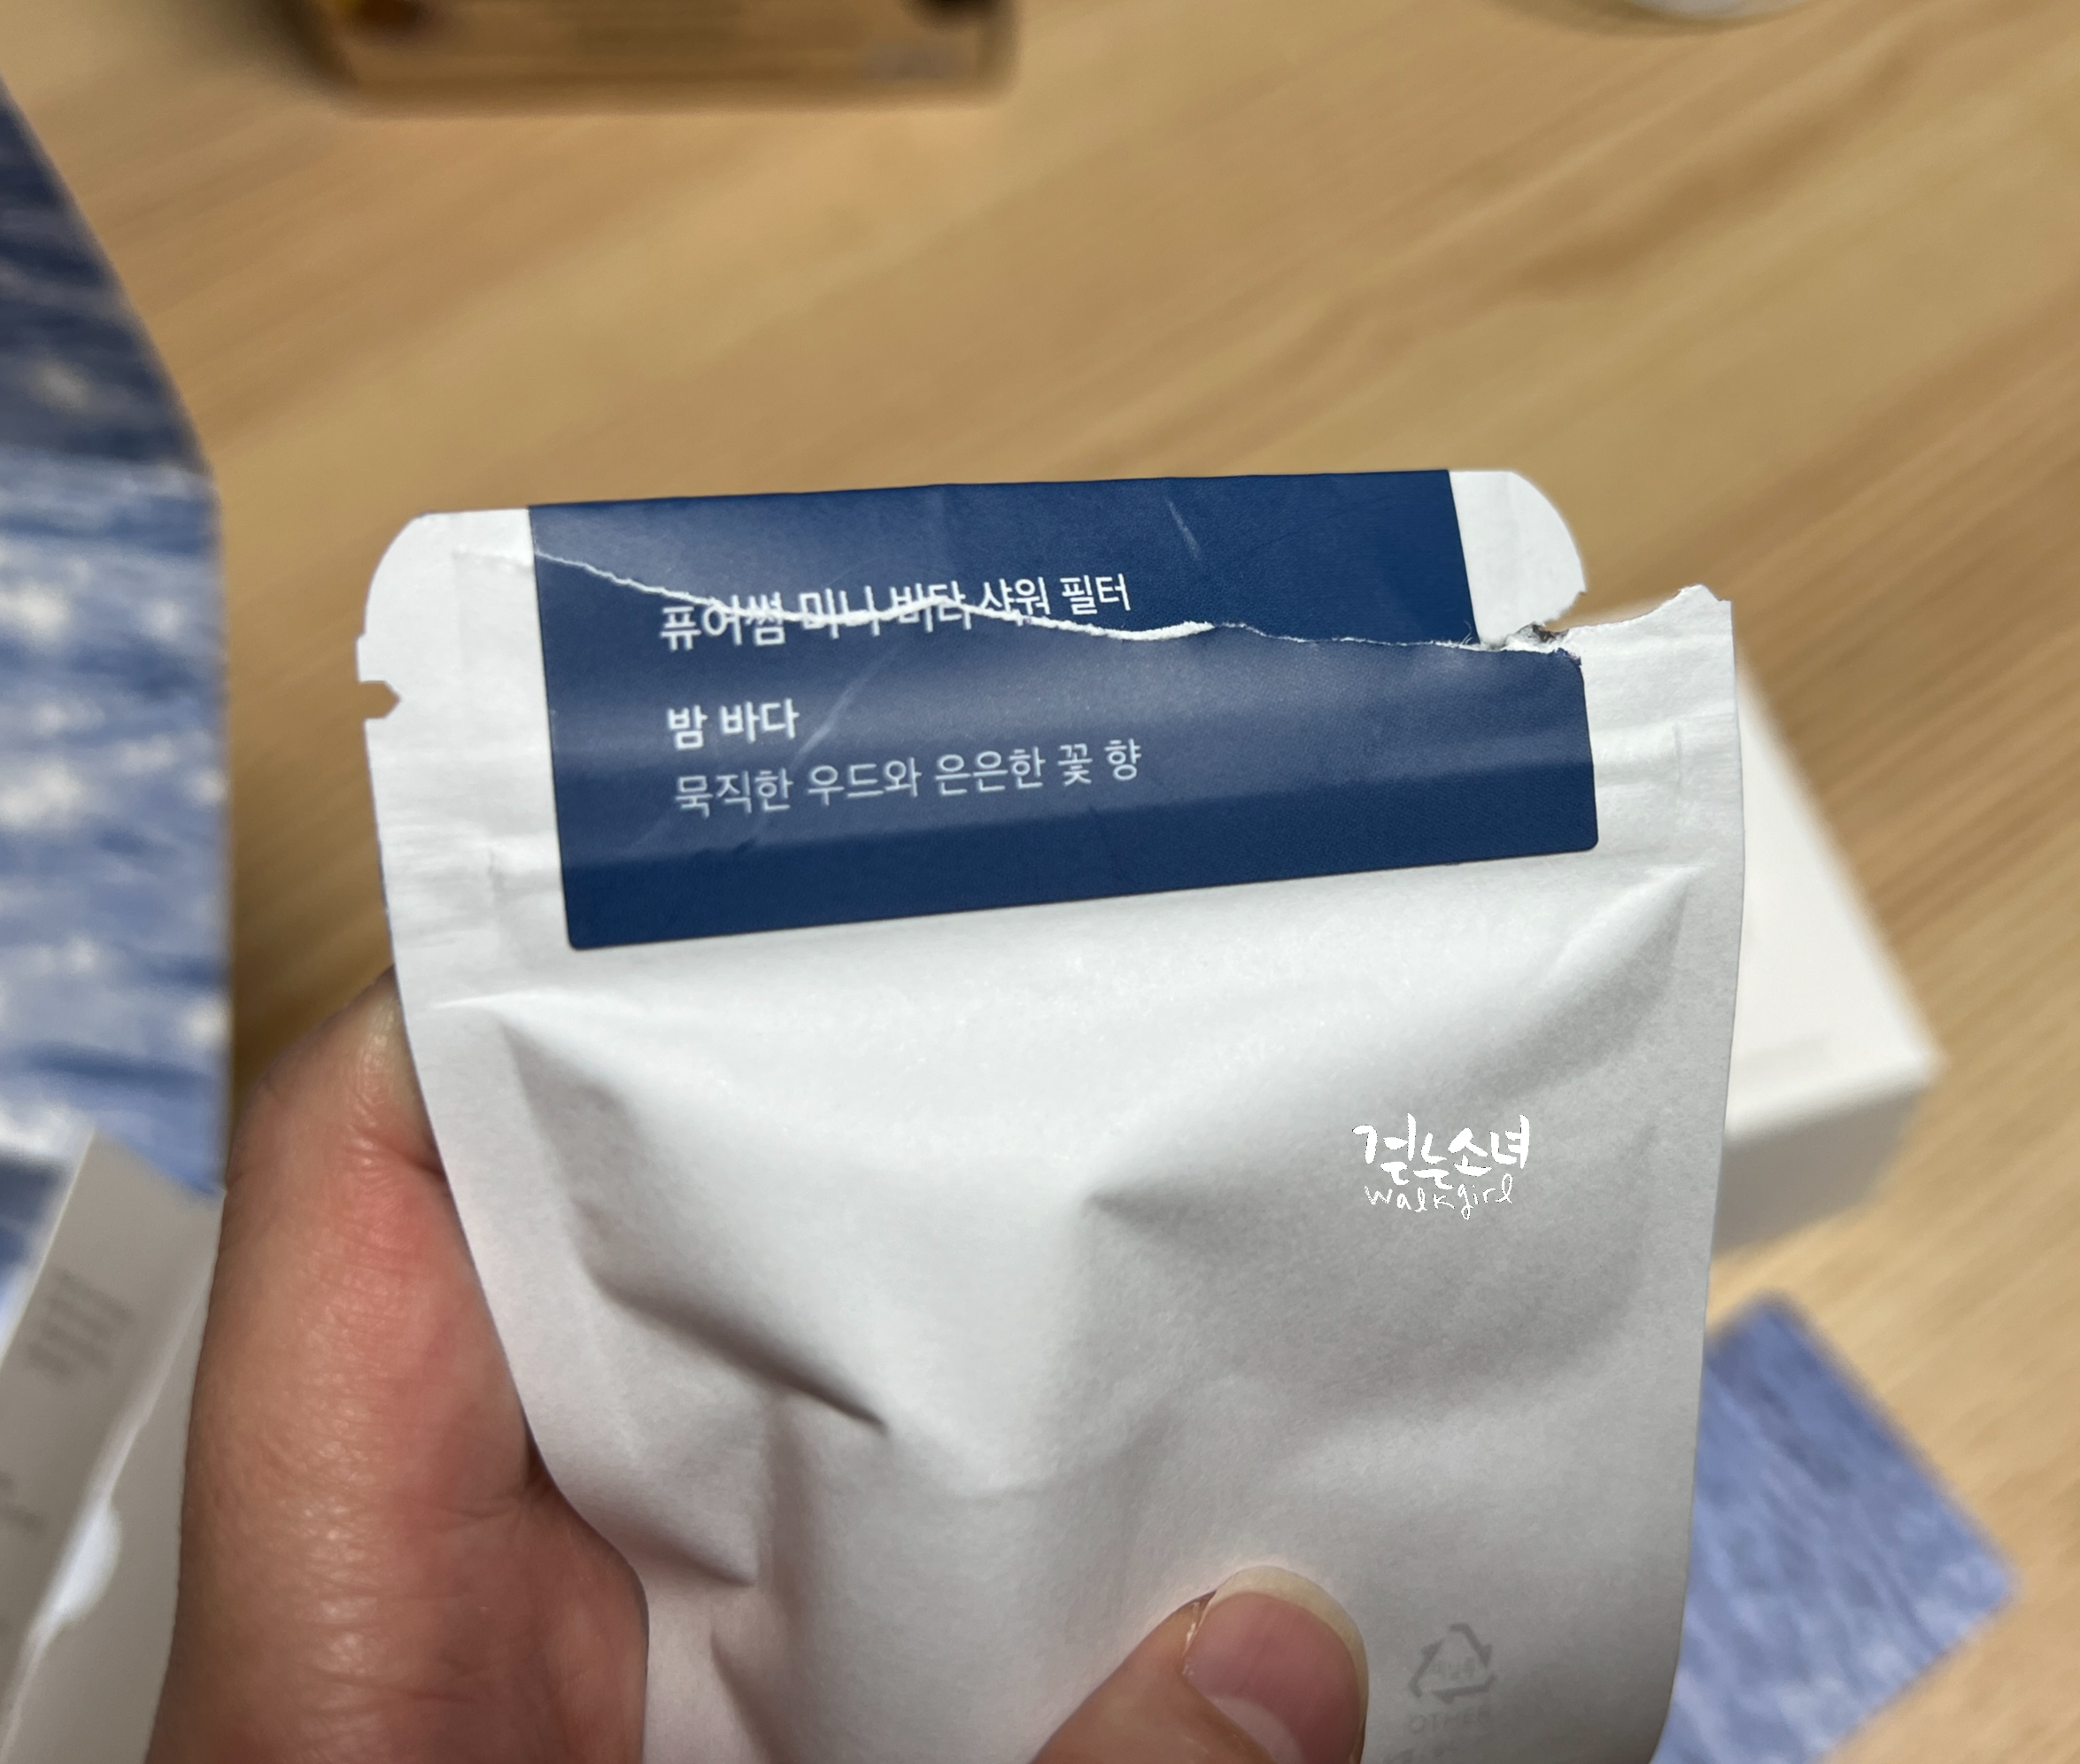 퓨어썸 미니 바다 샤워 필터
밤 바다
묵직한 우드와 은은한 꽃 향
걷는소녀
walkgirl
OTHER